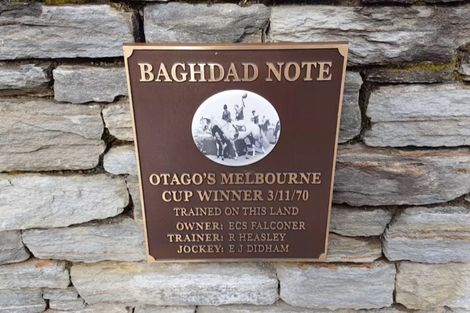 BAGHDAD NOTE
OTAGO'S MELBOURNE
CUP WINNER 3/11/70
TRAINED ON THIS LAND
OWNER: ECS FALCONER
TRAINER: R HEASLEY
JOCKEY: E J DIDHAM